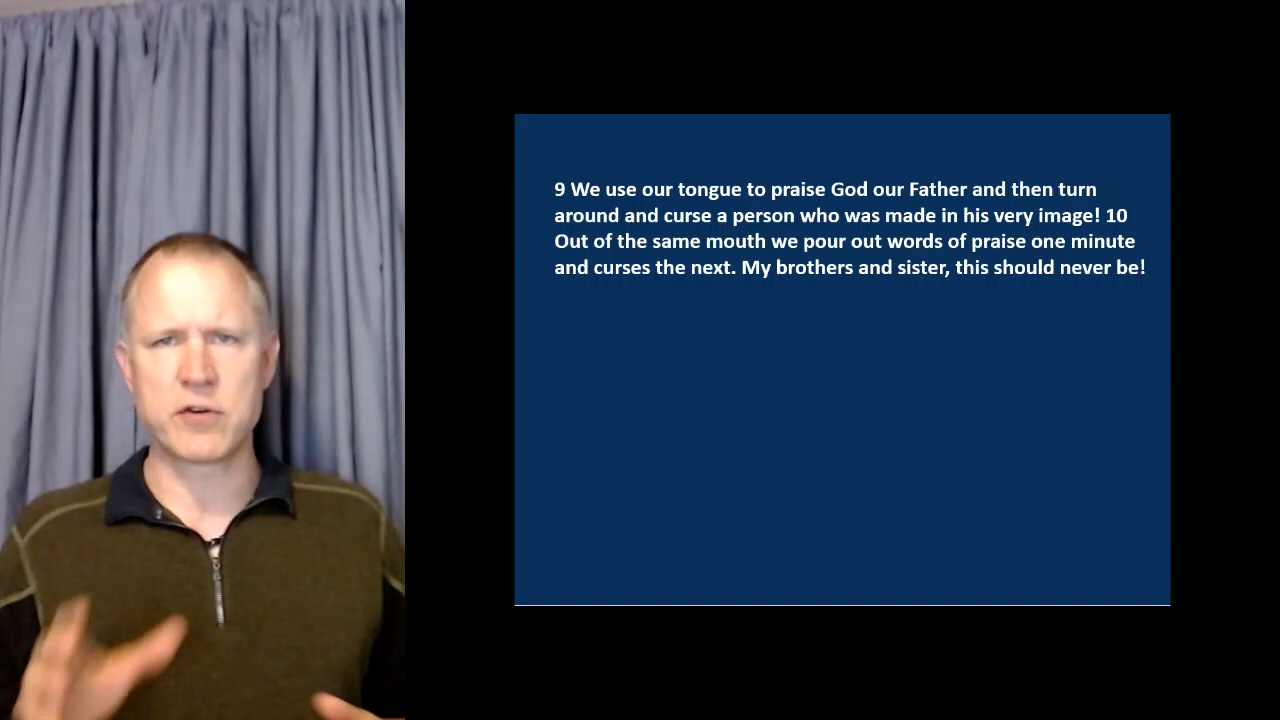 9 We use our tongue to praise God our Father and then turn
around and curse a person who was made in his very image! 10
Out of the same mouth we pour out words of praise one minute
and curses the next. My brothers and sister, this should never be!